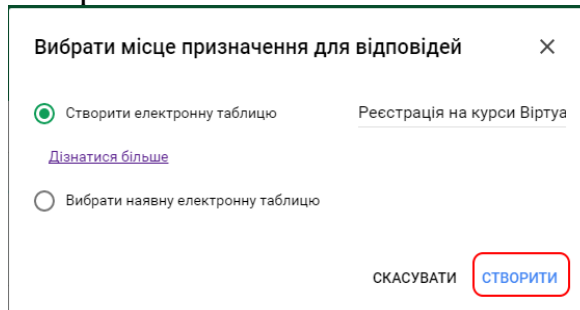 Вибрати місце призначення для відповідей
Створити електронну таблицю Реєстрація на курси Віртуа
Дізнатися більше
Вибрати наявну електронну таблицю
СКАСУВАТИ СТВОРИТИ